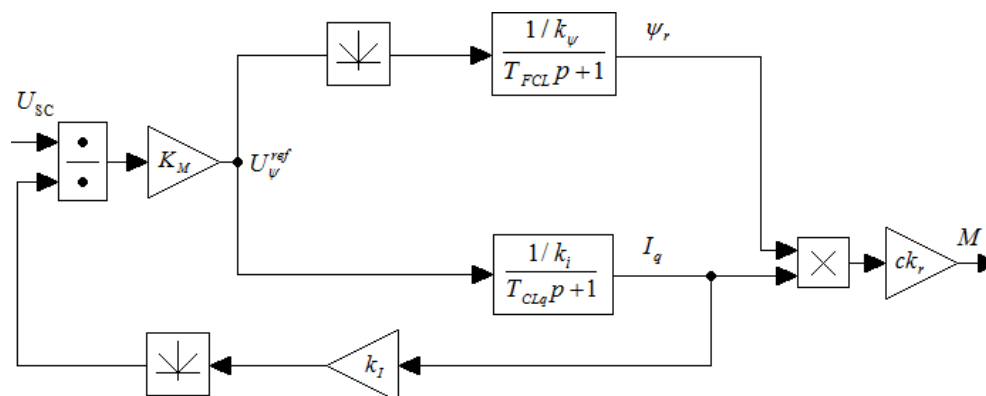 1/k_ψ
T_FCL p+1
ψ_r
U_SC
K_M
U_ψ^ref
1/k_i
T_CLq p+1
I_q
×
ck_r
M
k_I